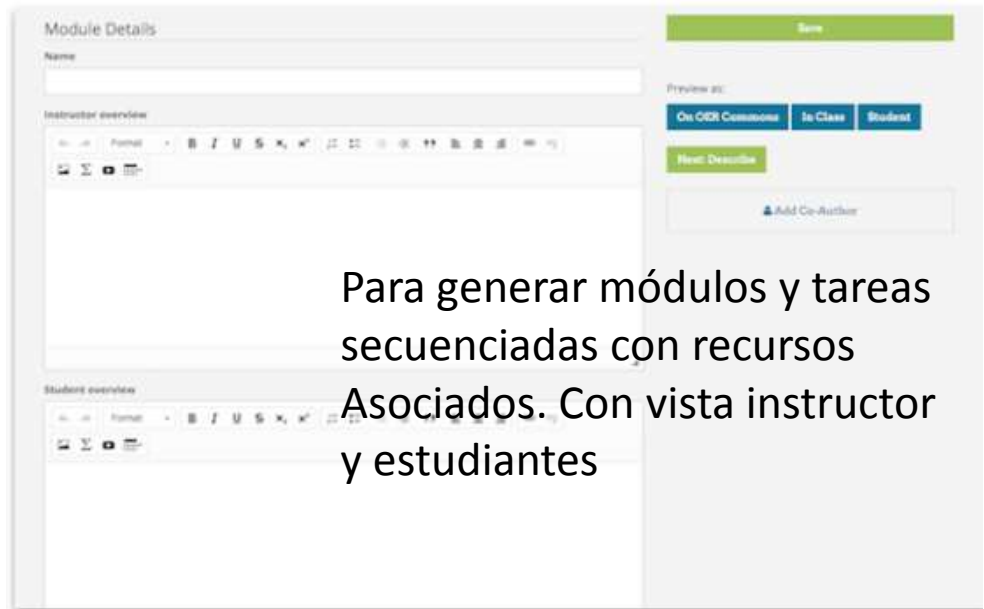 Module Details
Save
Name
Preview as:
Instructor overview
On OER Commons In Class Student
Format
B I U S
Next: Describe
Add Co-Author
Para generar módulos y tareas
secuenciadas con recursos
Asociados. Con vista instructor
y estudiantes
Student overview
Format
B I U S